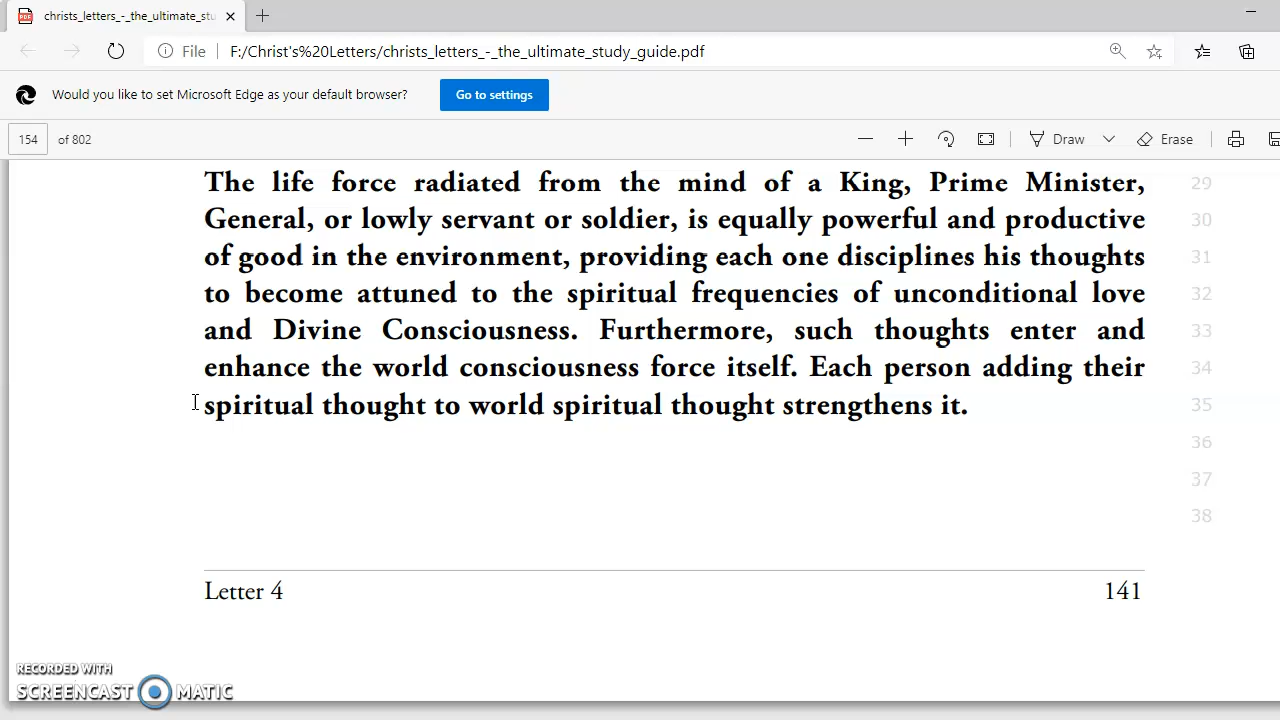 christs_letters_-_the_ultimate_stu
File F:/Christ's%20Letters/christs_letters_-_the_ultimate_study_guide.pdf
Would you like to set Microsoft Edge as your default browser? Go to settings
154 of 802 Draw Erase
The life force radiated from the mind of a King, Prime Minister, 29
General, or lowly servant or soldier, is equally powerful and productive 30
of good in the environment, providing each one disciplines his thoughts 31
to become attuned to the spiritual frequencies of unconditional love 32
and Divine Consciousness. Furthermore, such thoughts enter and 33
enhance the world consciousness force itself. Each person adding their 34
spiritual thought to world spiritual thought strengthens it. 35
36
37
38
Letter 4 141
RECORDED WITH
SCREENCAST MATIC